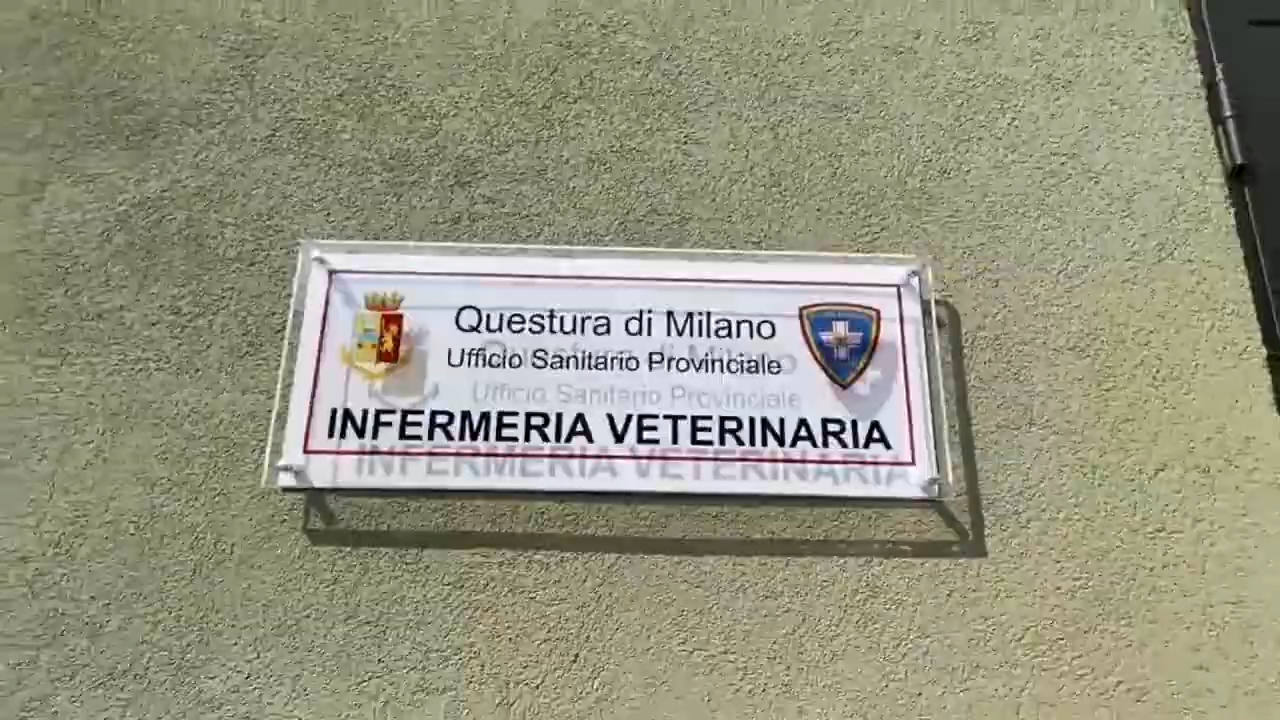 Questura di Milano
Ufficio Sanitario Provinciale
INFERMERIA VETERINARIA